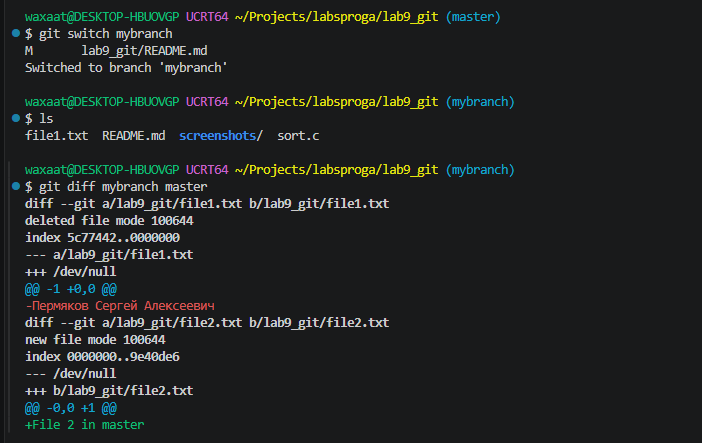 waxaat@DESKTOP-HBUOVGP UCRT64 ~/Projects/labsproga/lab9_git (master)
$ git switch mybranch
M       lab9_git/README.md
Switched to branch 'mybranch'
waxaat@DESKTOP-HBUOVGP UCRT64 ~/Projects/labsproga/lab9_git (mybranch)
$ ls
file1.txt  README.md  screenshots/  sort.c
waxaat@DESKTOP-HBUOVGP UCRT64 ~/Projects/labsproga/lab9_git (mybranch)
$ git diff mybranch master
diff --git a/lab9_git/file1.txt b/lab9_git/file1.txt
deleted file mode 100644
index 5c77442..0000000
--- a/lab9_git/file1.txt
+++ /dev/null
@@ -1 +0,0 @@
-Пермяков Сергей Алексеевич
diff --git a/lab9_git/file2.txt b/lab9_git/file2.txt
new file mode 100644
index 0000000..9e40de6
--- /dev/null
+++ b/lab9_git/file2.txt
@@ -0,0 +1 @@
+File 2 in master